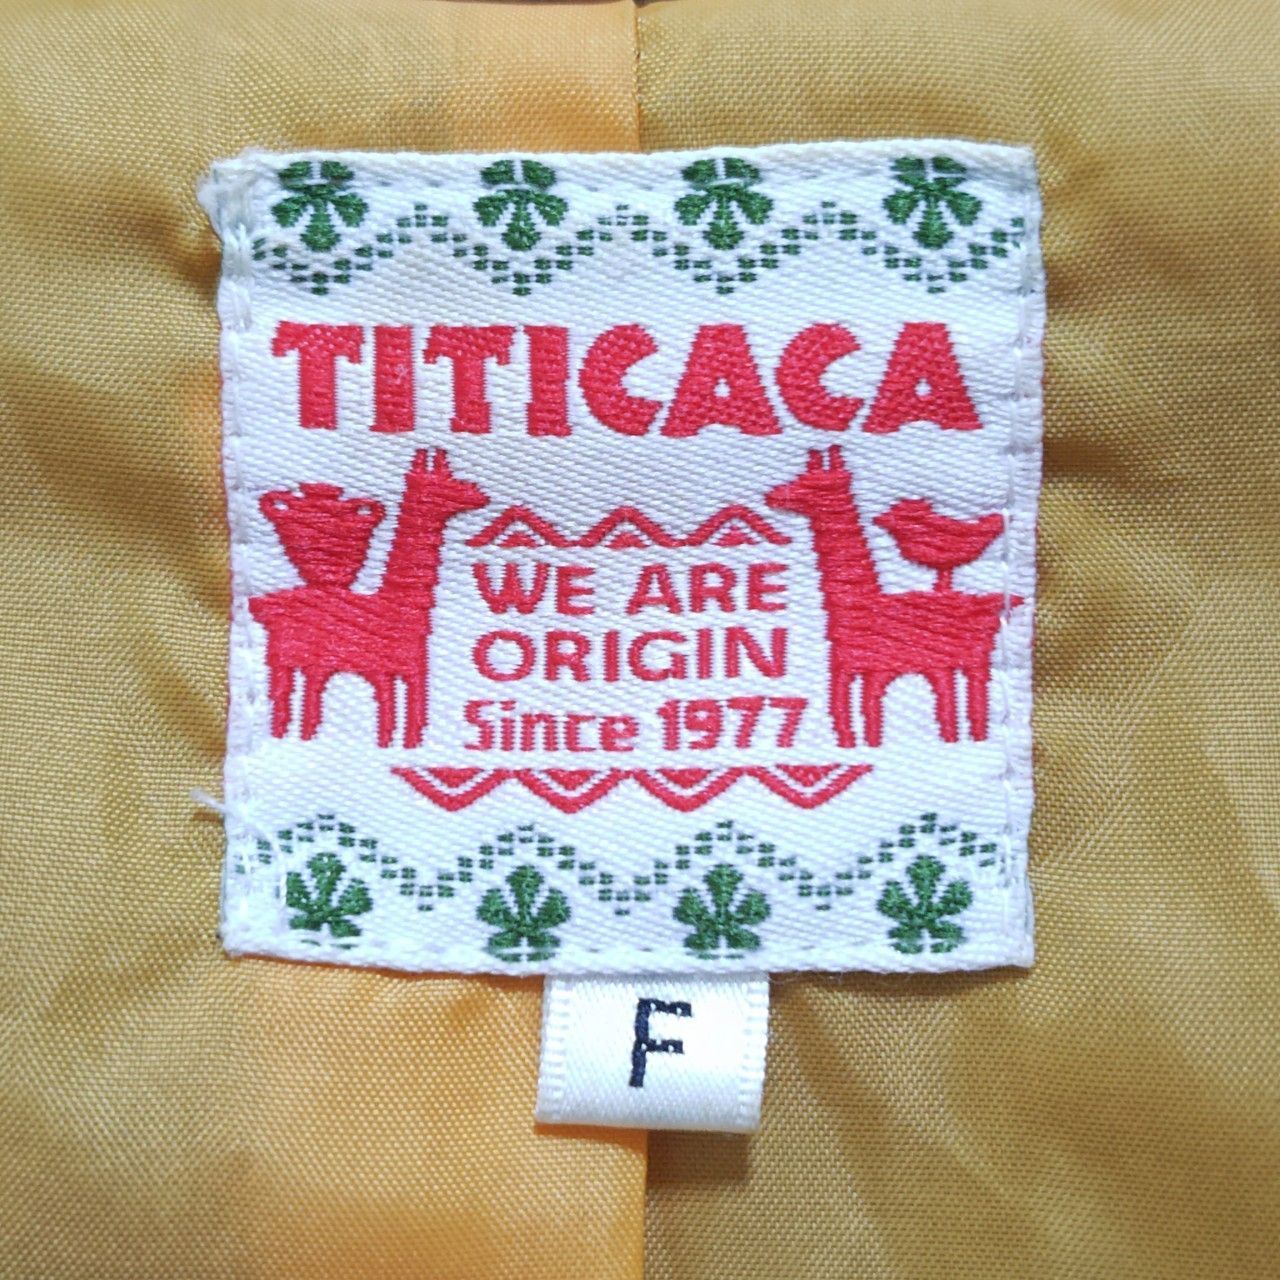 TITICACA
WE ARE
ORIGIN
Since 1977
F